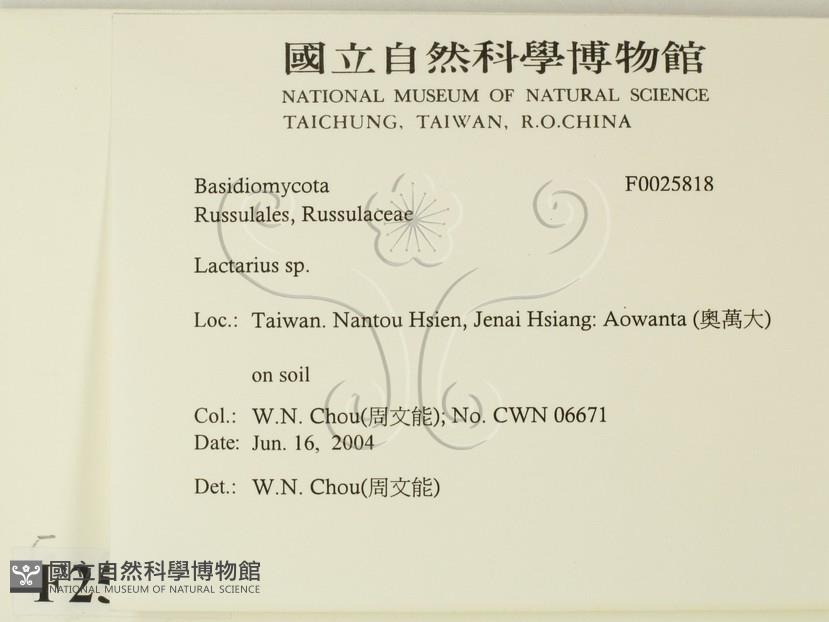 國立自然科學博物館
NATIONAL MUSEUM OF NATURAL SCIENCE
TAICHUNG, TAIWAN, R.O.CHINA
Basidiomycota F0025818
Russulales, Russulaceae
Lactarius sp.
Loc.: Taiwan. Nantou Hsien, Jenai Hsiang: Aowanta (奧萬大)
on soil
Col.: W.N. Chou(周文能); No. CWN 06671
Date: Jun. 16, 2004
Det.: W.N. Chou(周文能)
國立自然科學博物館
NATIONAL MUSEUM OF NATURAL SCIENCE